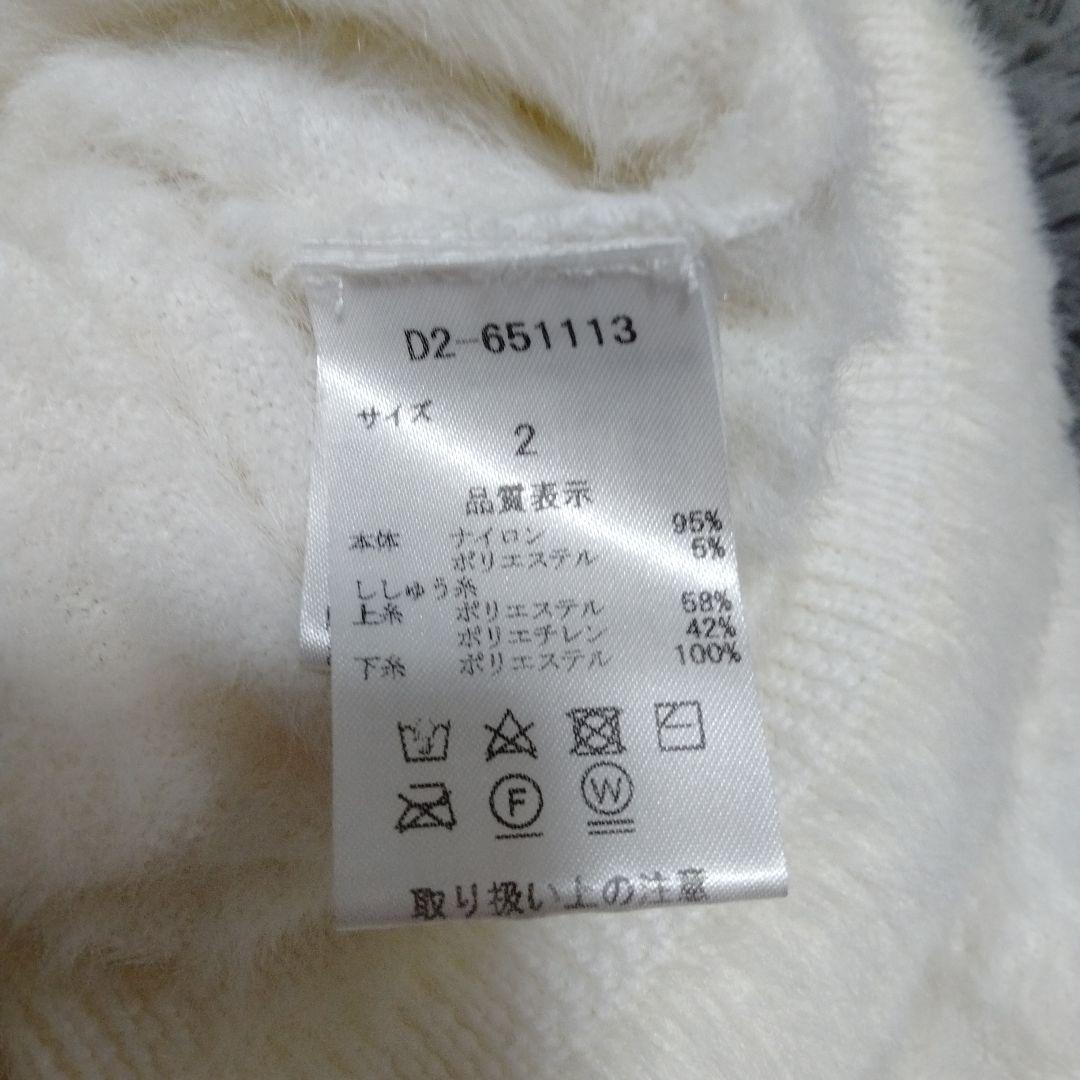 D2-651113
サイズ
2
品質表示
本体 ナイロン 95%
ポリエステル 5%
ししゅう糸
上糸 ポリエステル 58%
ポリエチレン 42%
下糸 ポリエステル 100%
F W
取り扱い上の注意